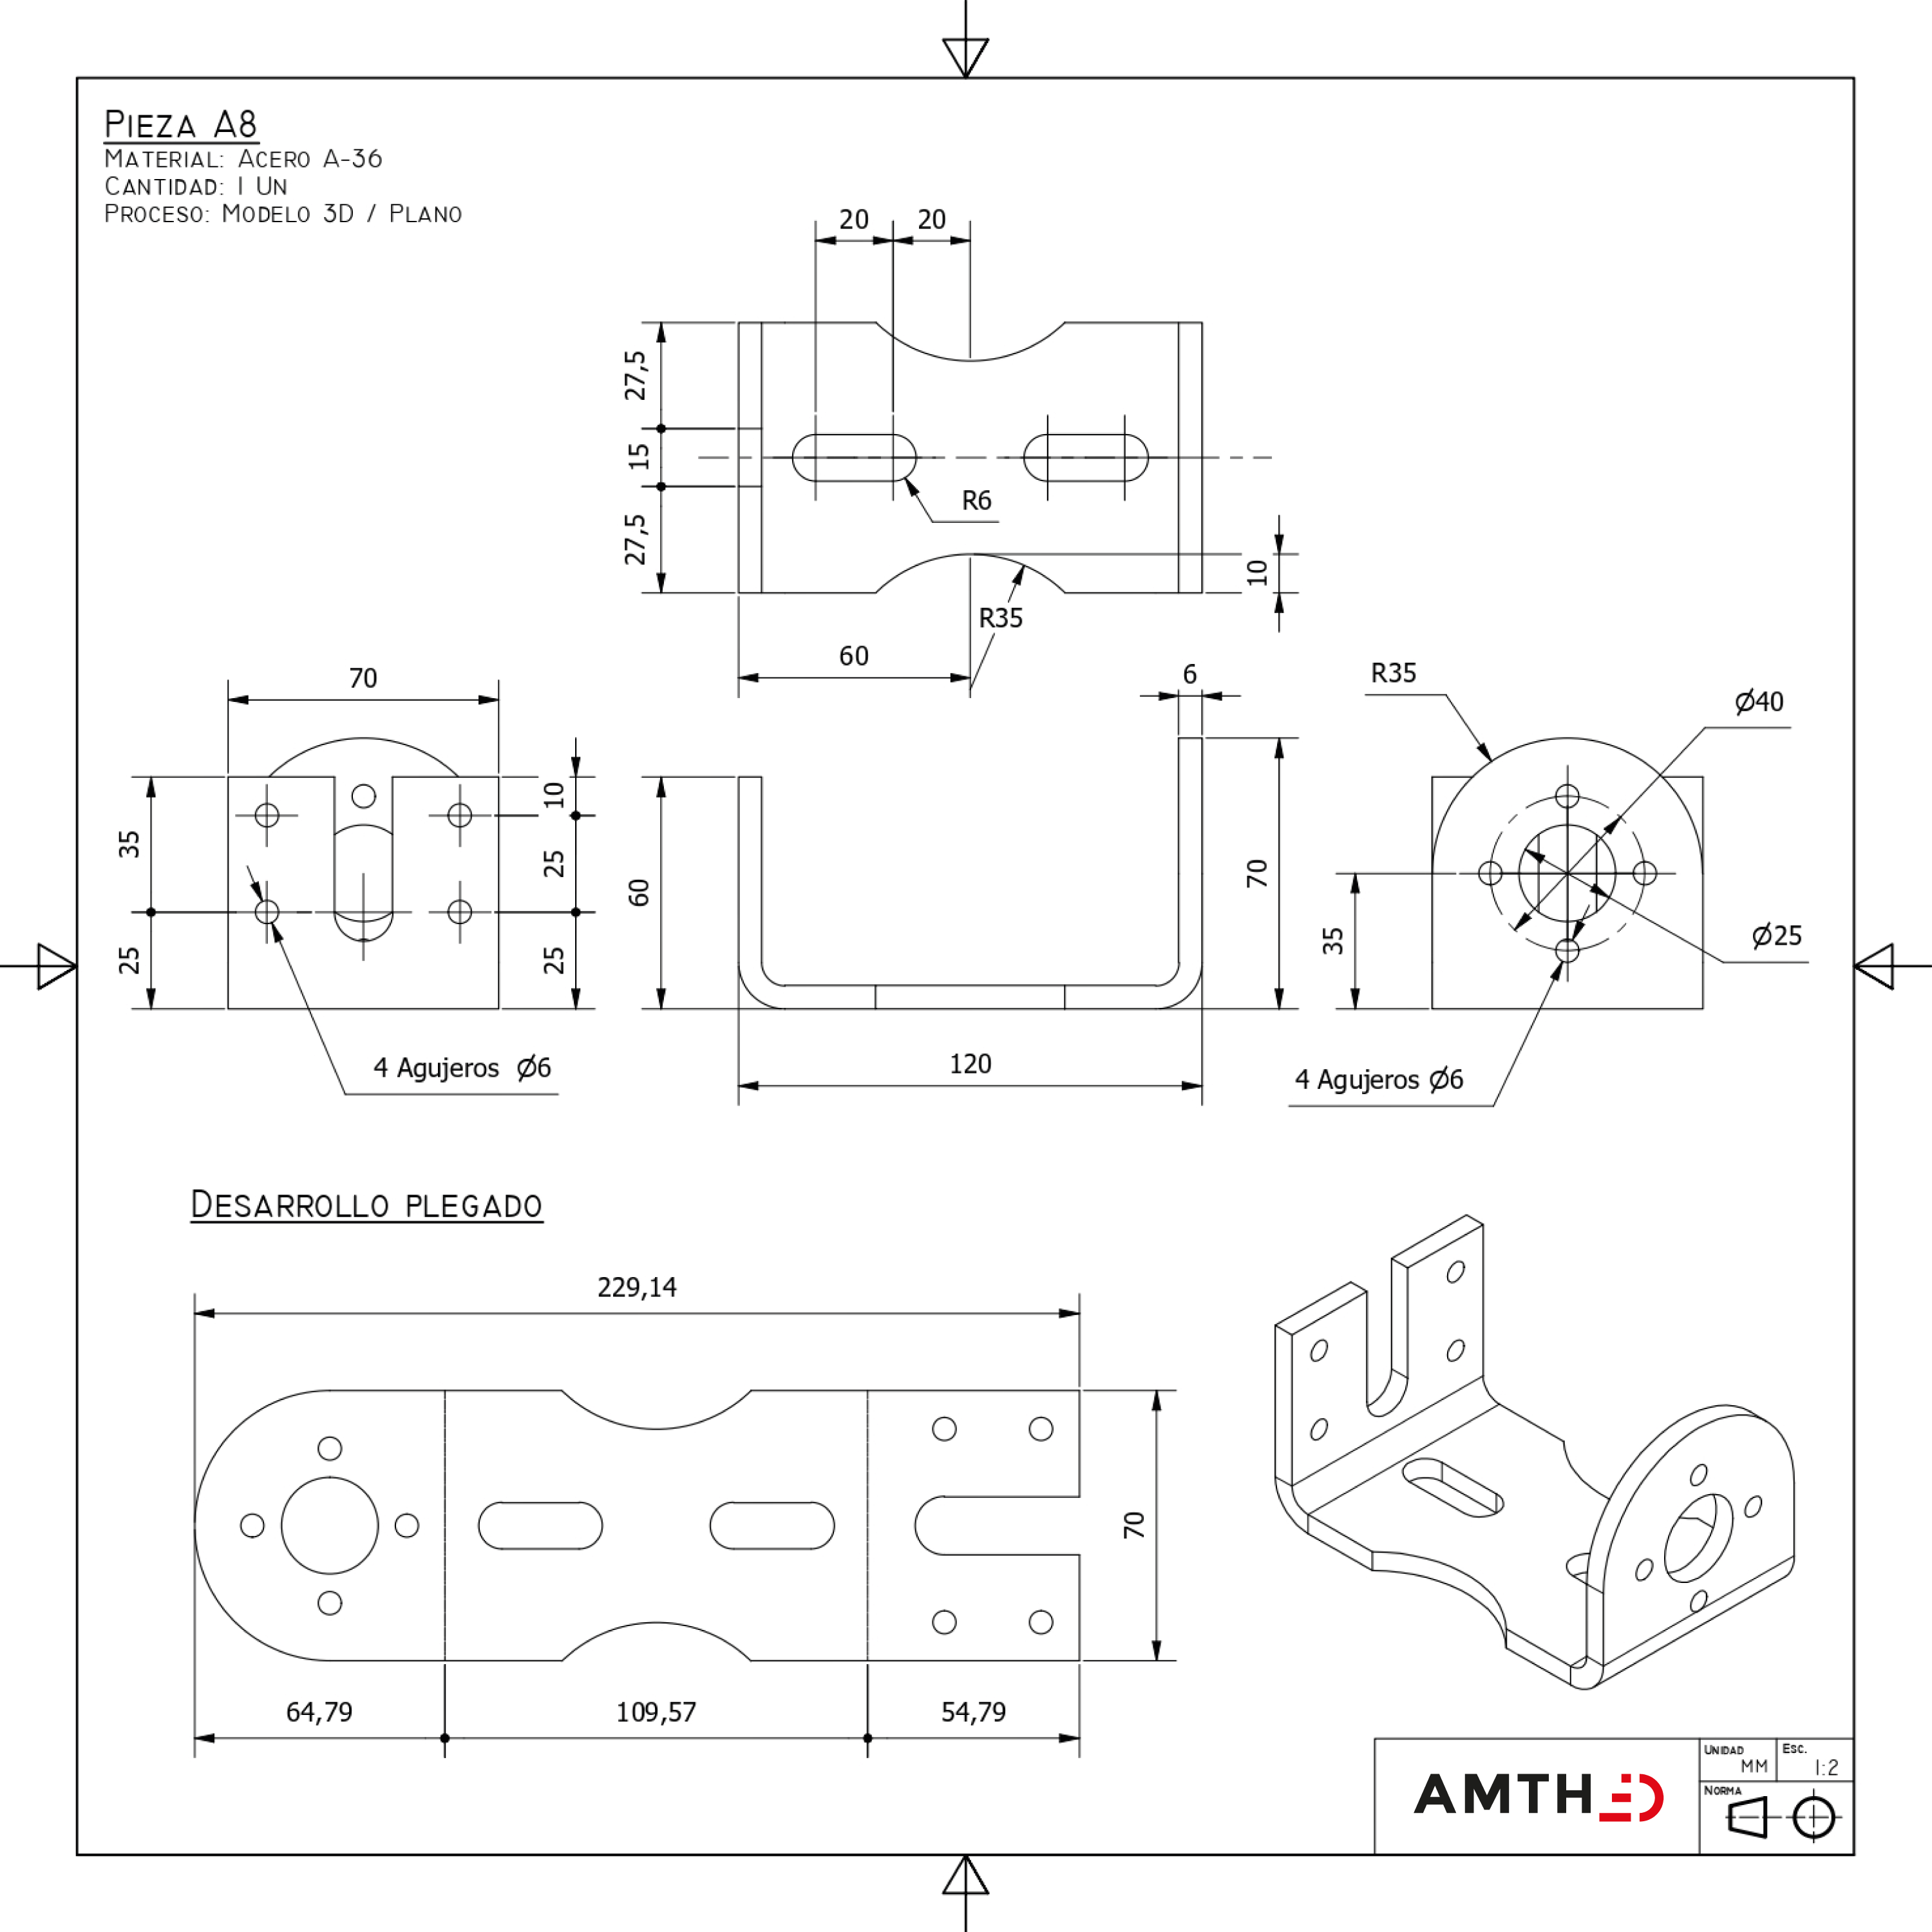 PIEZA A8
MATERIAL: ACERO A-36
CANTIDAD: 1 UN
PROCESO: MODELO 3D / PLANO
20
20
27,5
15
27,5
R6
10
R35
60
70
35
25
10
25
25
4 Agujeros Ø6
6
60
70
120
R35
Ø40
35
Ø25
4 Agujeros Ø6
DESARROLLO PLEGADO
229,14
70
64,79
109,57
54,79
AMTH
UNIDAD
MM
ESC.
1:2
NORMA